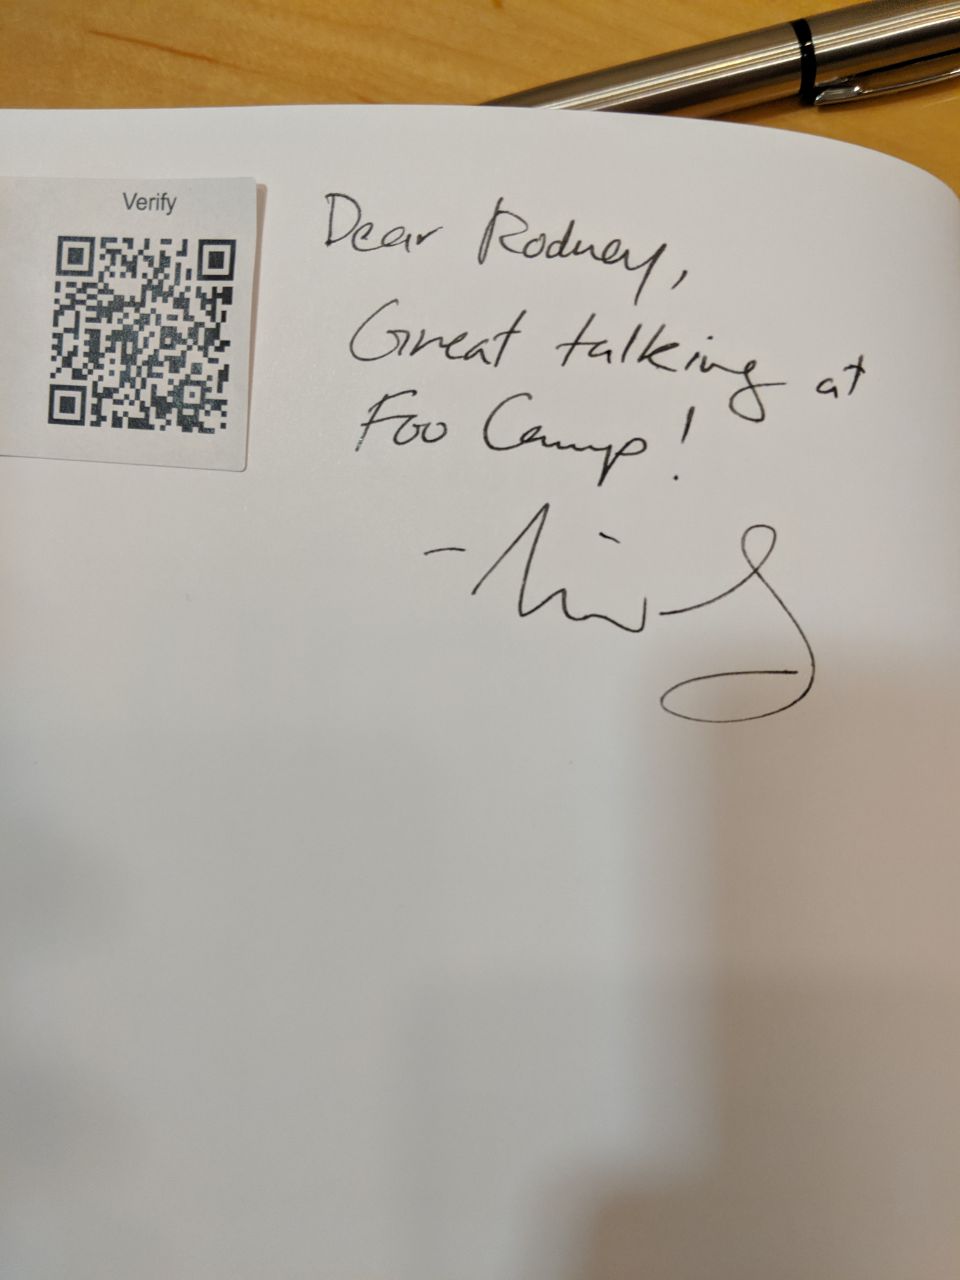 Verify
Dear Rodney,
Great talking at
Foo Camp!